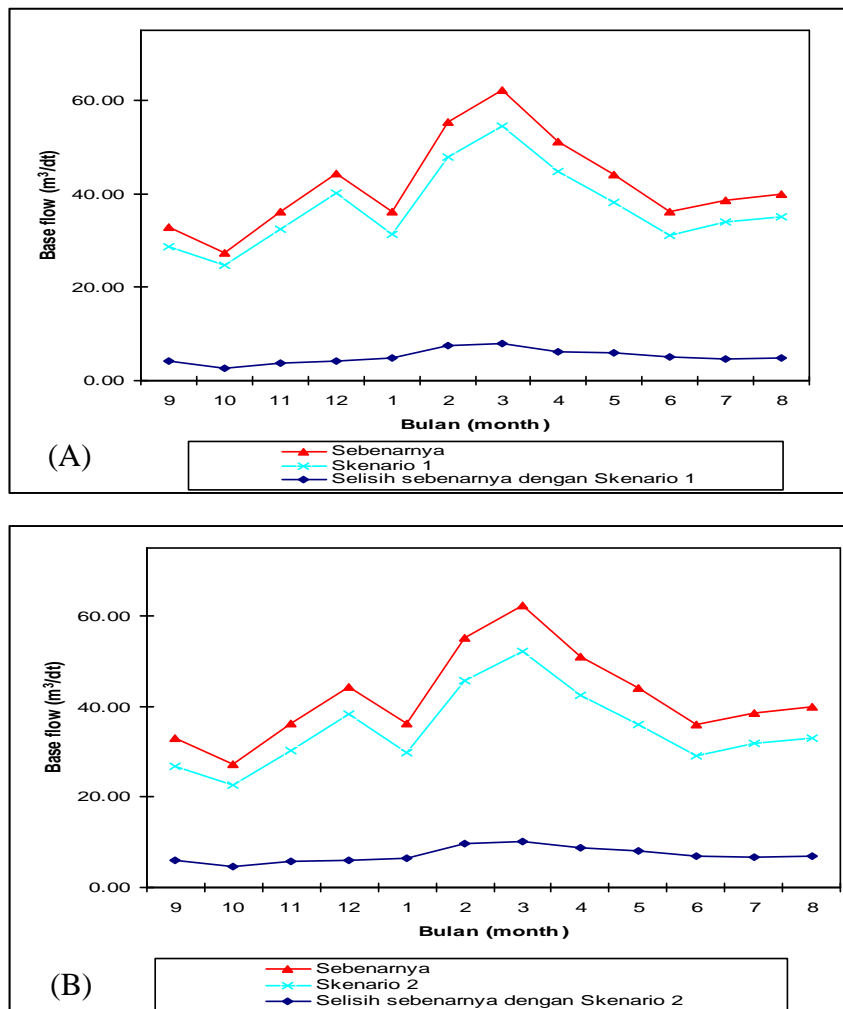 Base flow (m³/dt)
60.00
40.00
20.00
0.00
9 10 11 12 1 2 3 4 5 6 7 8
Bulan (month)
(A)
Sebenarnya
Skenario 1
Selisih sebenarnya dengan Skenario 1
Base flow (m³/dt)
60.00
40.00
20.00
0.00
9 10 11 12 1 2 3 4 5 6 7 8
Bulan (month)
(B)
Sebenarnya
Skenario 2
Selisih sebenarnya dengan Skenario 2